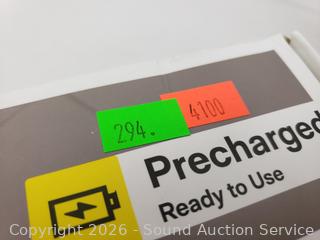 294. 4100
Precharged
Ready to Use
Copyright 2026 - Sound Auction Service